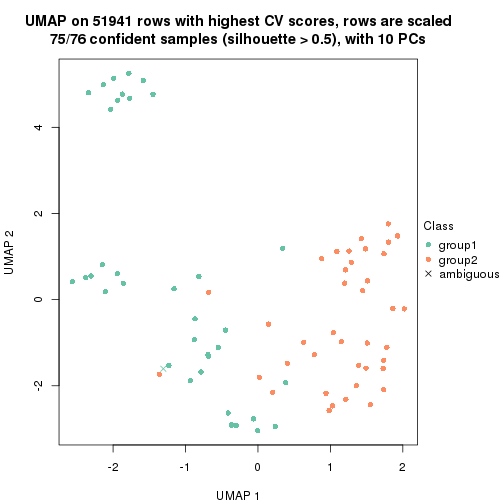 UMAP on 51941 rows with highest CV scores, rows are scaled
75/76 confident samples (silhouette > 0.5), with 10 PCs
4
2
0
-2
UMAP 2
-2
-1
0
1
2
UMAP 1
Class
group1
group2
ambiguous